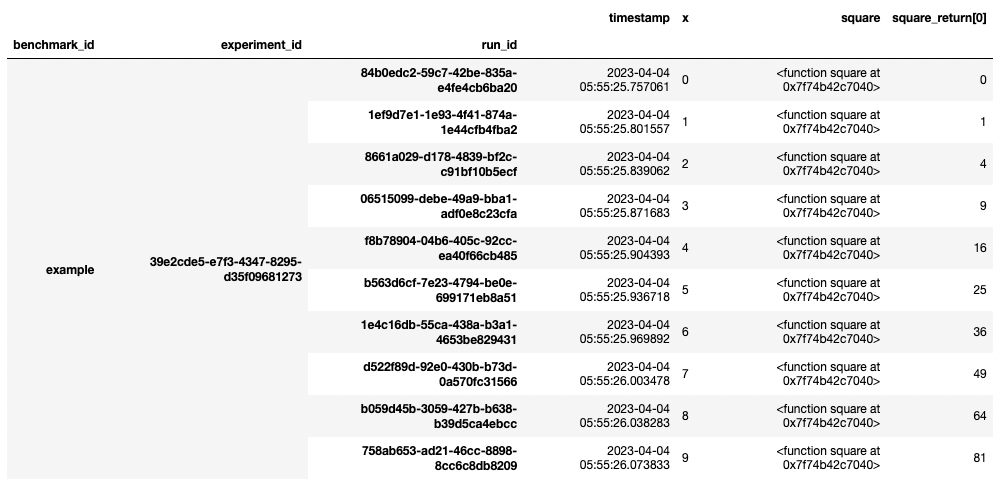 timestamp x square square_return[0]
benchmark_id experiment_id run_id
84b0edc2-59c7-42be-835a- 2023-04-04 <function square at
e4fe4cb6ba20 05:55:25.757061 0 0x7f74b42c7040> 0
1ef9d7e1-1e93-4f41-874a- 2023-04-04 <function square at
1e44cfb4fba2 05:55:25.801557 1 0x7f74b42c7040> 1
8661a029-d178-4839-bf2c- 2023-04-04 <function square at
c91bf10b5ecf 05:55:25.839062 2 0x7f74b42c7040> 4
06515099-debe-49a9-bba1- 2023-04-04 <function square at
adf0e8c23cfa 05:55:25.871683 3 0x7f74b42c7040> 9
f8b78904-04b6-405c-92cc- 2023-04-04 <function square at
ea40f66cb485 05:55:25.904393 4 0x7f74b42c7040> 16
example 39e2cde5-e7f3-4347-8295-
d35f09681273
b563d6cf-7e23-4794-be0e- 2023-04-04 <function square at
699171eb8a51 05:55:25.936718 5 0x7f74b42c7040> 25
1e4c16db-55ca-438a-b3a1- 2023-04-04 <function square at
4653be829431 05:55:25.969892 6 0x7f74b42c7040> 36
d522f89d-92e0-430b-b73d- 2023-04-04 <function square at
0a570fc31566 05:55:26.003478 7 0x7f74b42c7040> 49
b059d45b-3059-427b-b638- 2023-04-04 <function square at
b39d5ca4ebcc 05:55:26.038283 8 0x7f74b42c7040> 64
758ab653-ad21-46cc-8898- 2023-04-04 <function square at
8cc6c8db8209 05:55:26.073833 9 0x7f74b42c7040> 81